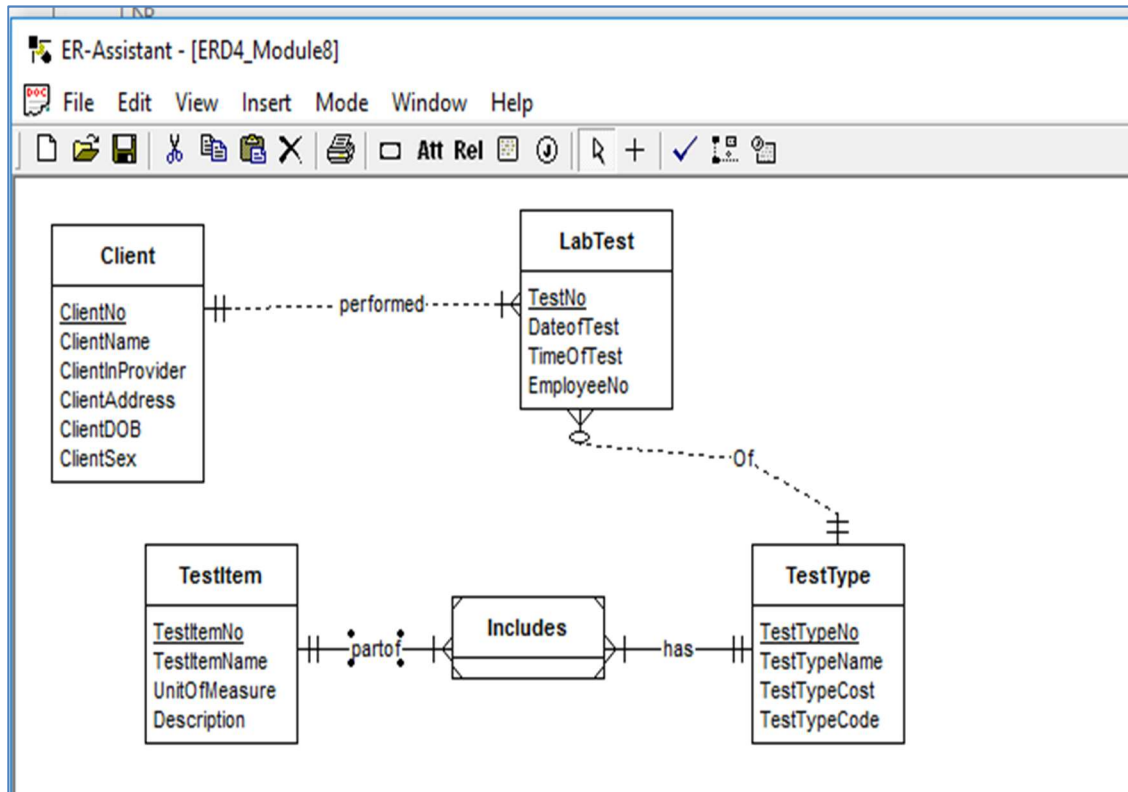 ER-Assistant - [ERD4_Module8]
DOC
File Edit View Insert Mode Window Help
Att Rel J
Client
ClientNo
ClientName
ClientInProvider
ClientAddress
ClientDOB
ClientSex
performed
LabTest
TestNo
DateofTest
TimeOfTest
EmployeeNo
Of
TestItem
TestItemNo
TestItemName
UnitOfMeasure
Description
partof
Includes
has
TestType
TestTypeNo
TestTypeName
TestTypeCost
TestTypeCode